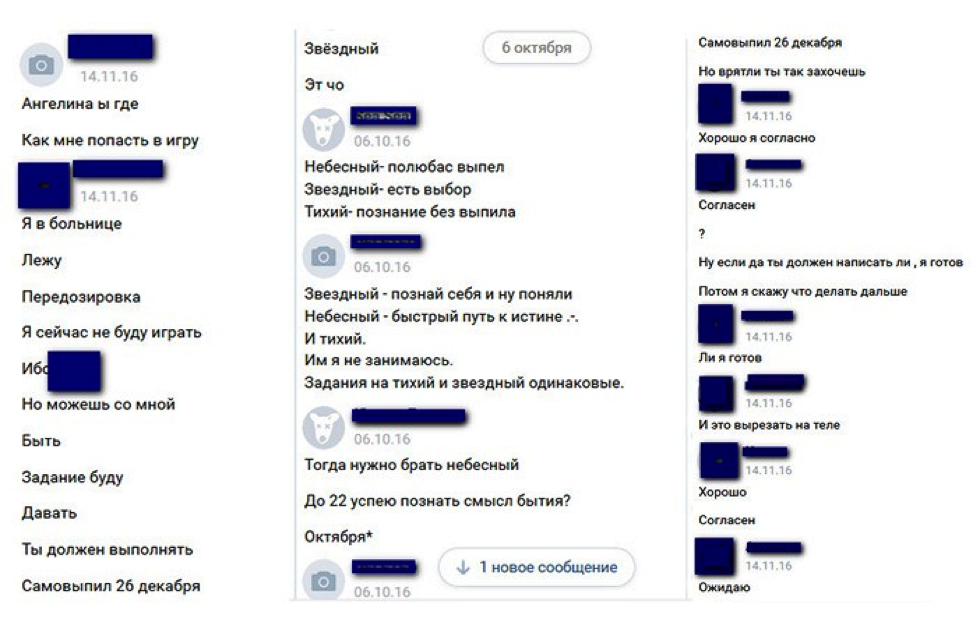 14.11.16
Ангелина ы где
Как мне попасть в игру
14.11.16
Я в больнице
Лежу
Передозировка
Я сейчас не буду играть
Ибо
Но можешь со мной
Быть
Задание буду
Давать
Ты должен выполнять
Самовыпил 26 декабря
Звёздный
6 октября
Эт чо
06.10.16
Небесный- полюбас выпел
Звездный- есть выбор
Тихий- познание без выпила
06.10.16
Звездный - познай себя и ну поняли
Небесный - быстрый путь к истине .-.
И тихий.
Им я не занимаюсь.
Задания на тихий и звездный одинаковые.
06.10.16
Тогда нужно брать небесный
До 22 успею познать смысл бытия?
Октября*
↓ 1 новое сообщение
06.10.16
Самовыпил 26 декабря
Но врятли ты так захочешь
14.11.16
Хорошо я согласно
14.11.16
Согласен
?
Ну если да ты должен написать ли , я готов
Потом я скажу что делать дальше
14.11.16
Ли я готов
14.11.16
И это вырезать на теле
14.11.16
Хорошо
Согласен
14.11.16
Ожидаю